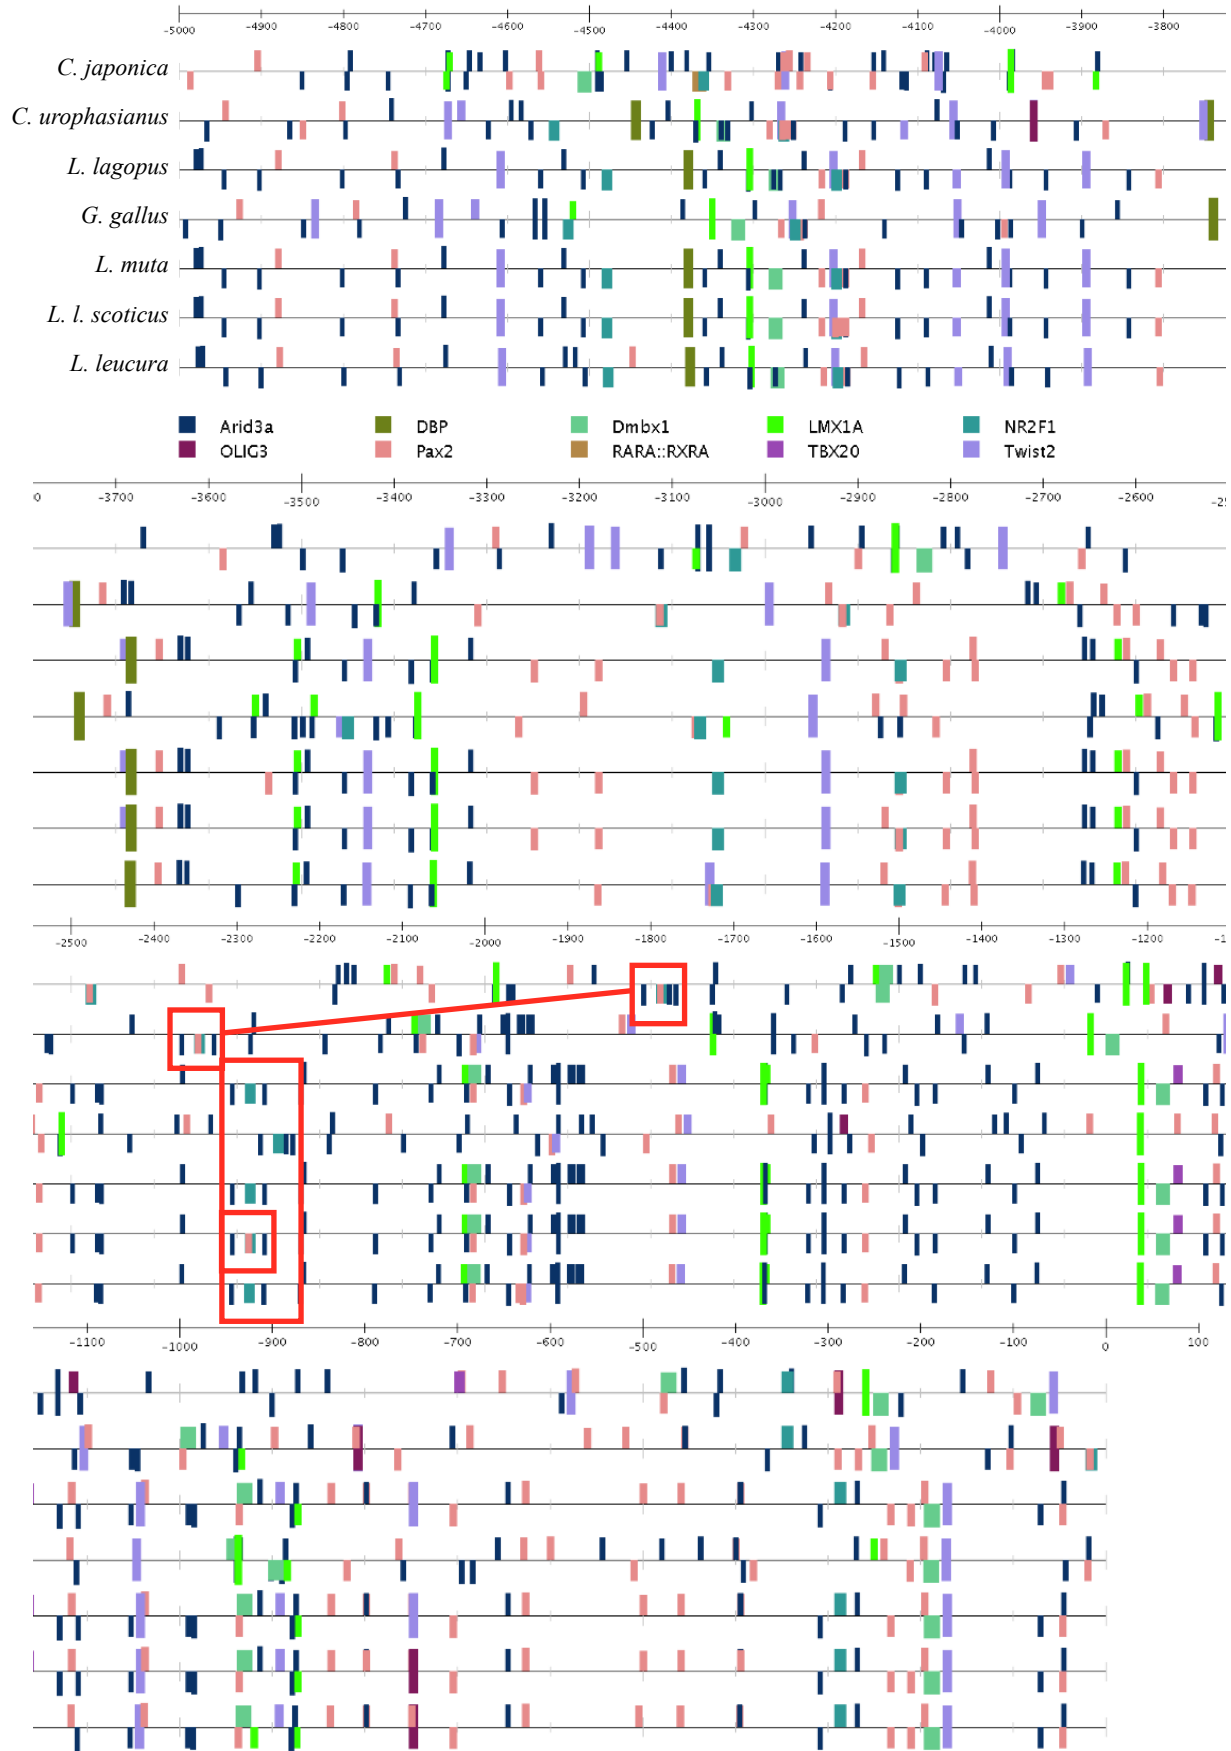 -5000 -4900 -4800 -4700 -4600 -4500 -4400 -4300 -4200 -4100 -4000 -3900 -3800
C. japonica
C. urophasianus
L. lagopus
G. gallus
L. muta
L. l. scoticus
L. leucura
Arid3a DBP Dmbx1 LMX1A NR2F1
OLIG3 Pax2 RARA::RXRA TBX20 Twist2
0 -3700 -3600 -3500 -3400 -3300 -3200 -3100 -3000 -2900 -2800 -2700 -2600 -25
-2500 -2400 -2300 -2200 -2100 -2000 -1900 -1800 -1700 -1600 -1500 -1400 -1300 -1200 -1
-1100 -1000 -900 -800 -700 -600 -500 -400 -300 -200 -100 0 100